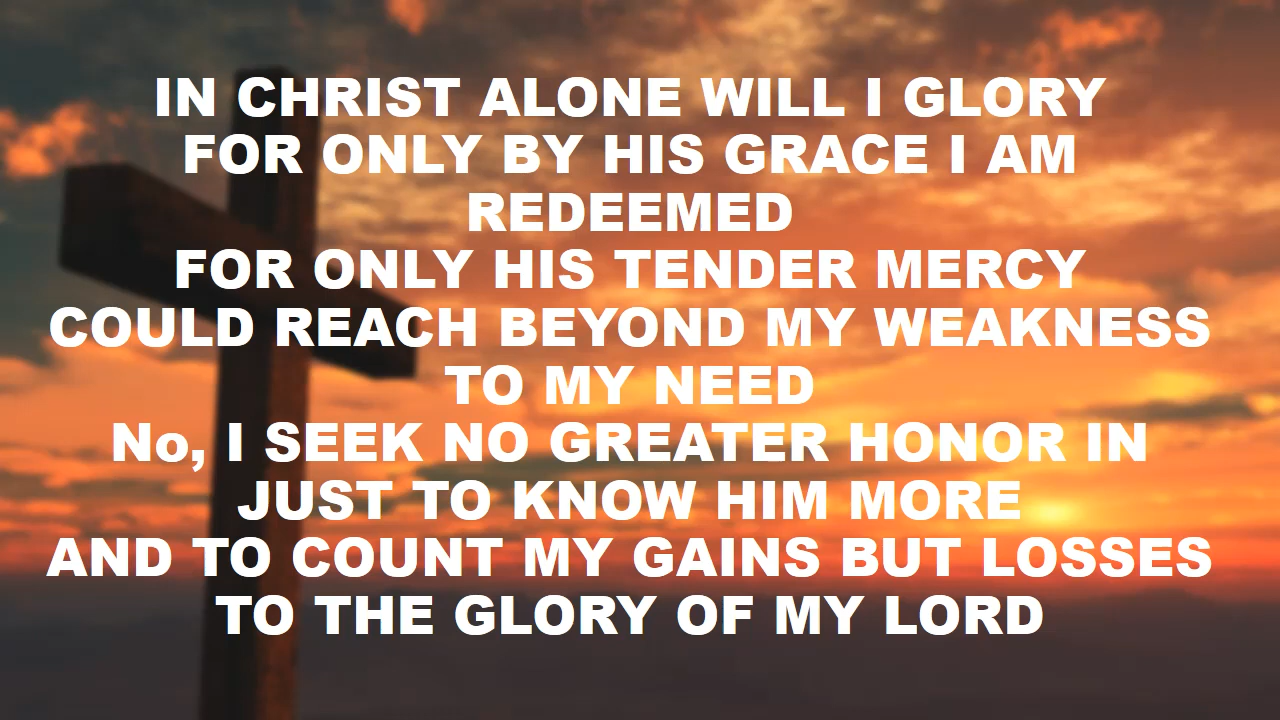 IN CHRIST ALONE WILL I GLORY
FOR ONLY BY HIS GRACE I AM
REDEEMED
FOR ONLY HIS TENDER MERCY
COULD REACH BEYOND MY WEAKNESS
TO MY NEED
No, I SEEK NO GREATER HONOR IN
JUST TO KNOW HIM MORE
AND TO COUNT MY GAINS BUT LOSSES
TO THE GLORY OF MY LORD